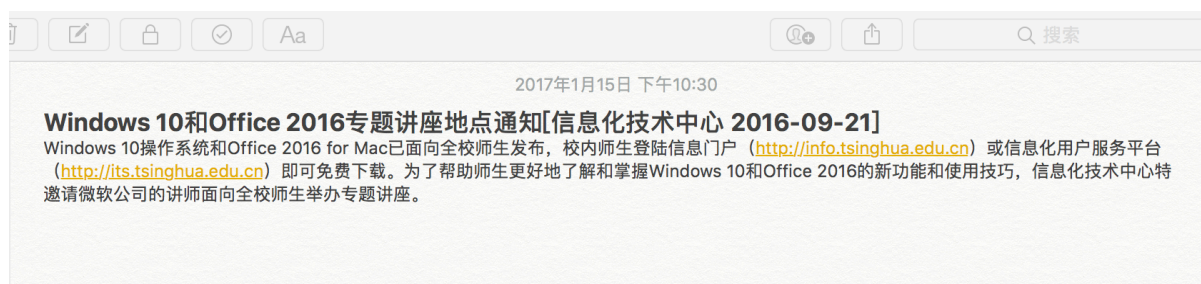 Aa
搜索
2017年1月15日 下午10:30
Windows 10和Office 2016专题讲座地点通知[信息化技术中心 2016-09-21]
Windows 10操作系统和Office 2016 for Mac已面向全校师生发布，校内师生登陆信息门户（http://info.tsinghua.edu.cn）或信息化用户服务平台
（http://its.tsinghua.edu.cn）即可免费下载。为了帮助师生更好地了解和掌握Windows 10和Office 2016的新功能和使用技巧，信息化技术中心特
邀请微软公司的讲师面向全校师生举办专题讲座。